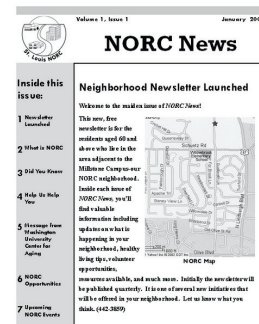 Volume 1, Issue 1
January 200
St. Louis NORC
NORC News
Inside this
issue:
1 Newsletter
Launched
2 What is NORC
3 Did You Know
4 Help Us Help
You
5 Message from
Washington
University
Center for
Aging
6 NORC
Opportunities
7 Upcoming
NORC Events
Neighborhood Newsletter Launched
Welcome to the maiden issue of NORC News!
This new, free
newsletter is for the
residents aged 60 and
above who live in the
area adjacent to the
Millstone Campus-our
NORC neighborhood.
Inside each issue of
NORC News, you'll
find valuable
information including
updates on what is
happening in your
neighborhood, healthy
living tips, volunteer
opportunities,
resources available, and much more. Initially the newsletter will
be published quarterly. It is one of several new initiatives that
will be offered in your neighborhood. Let us know what you
think. (442-3859)
Schuetz Rd
Olive Blvd
NORC Map